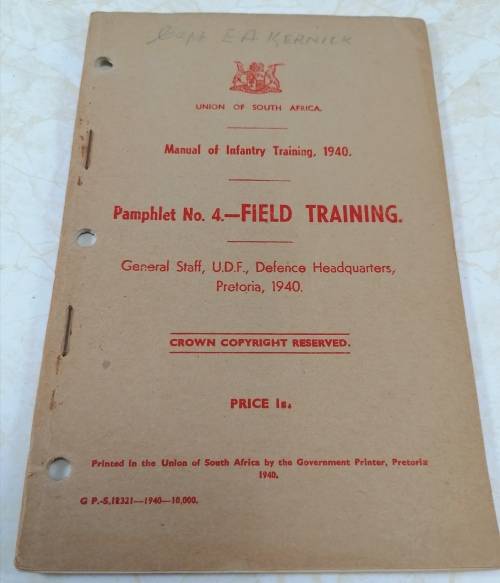 Capt E A KERNICK
UNION OF SOUTH AFRICA.
Manual of Infantry Training, 1940.
Pamphlet No. 4.—FIELD TRAINING.
General Staff, U.D.F., Defence Headquarters,
Pretoria, 1940.
CROWN COPYRIGHT RESERVED.
PRICE 1s.
Printed in the Union of South Africa by the Government Printer, Pretoria
1940.
G P.-S.12321—1940—10,000.